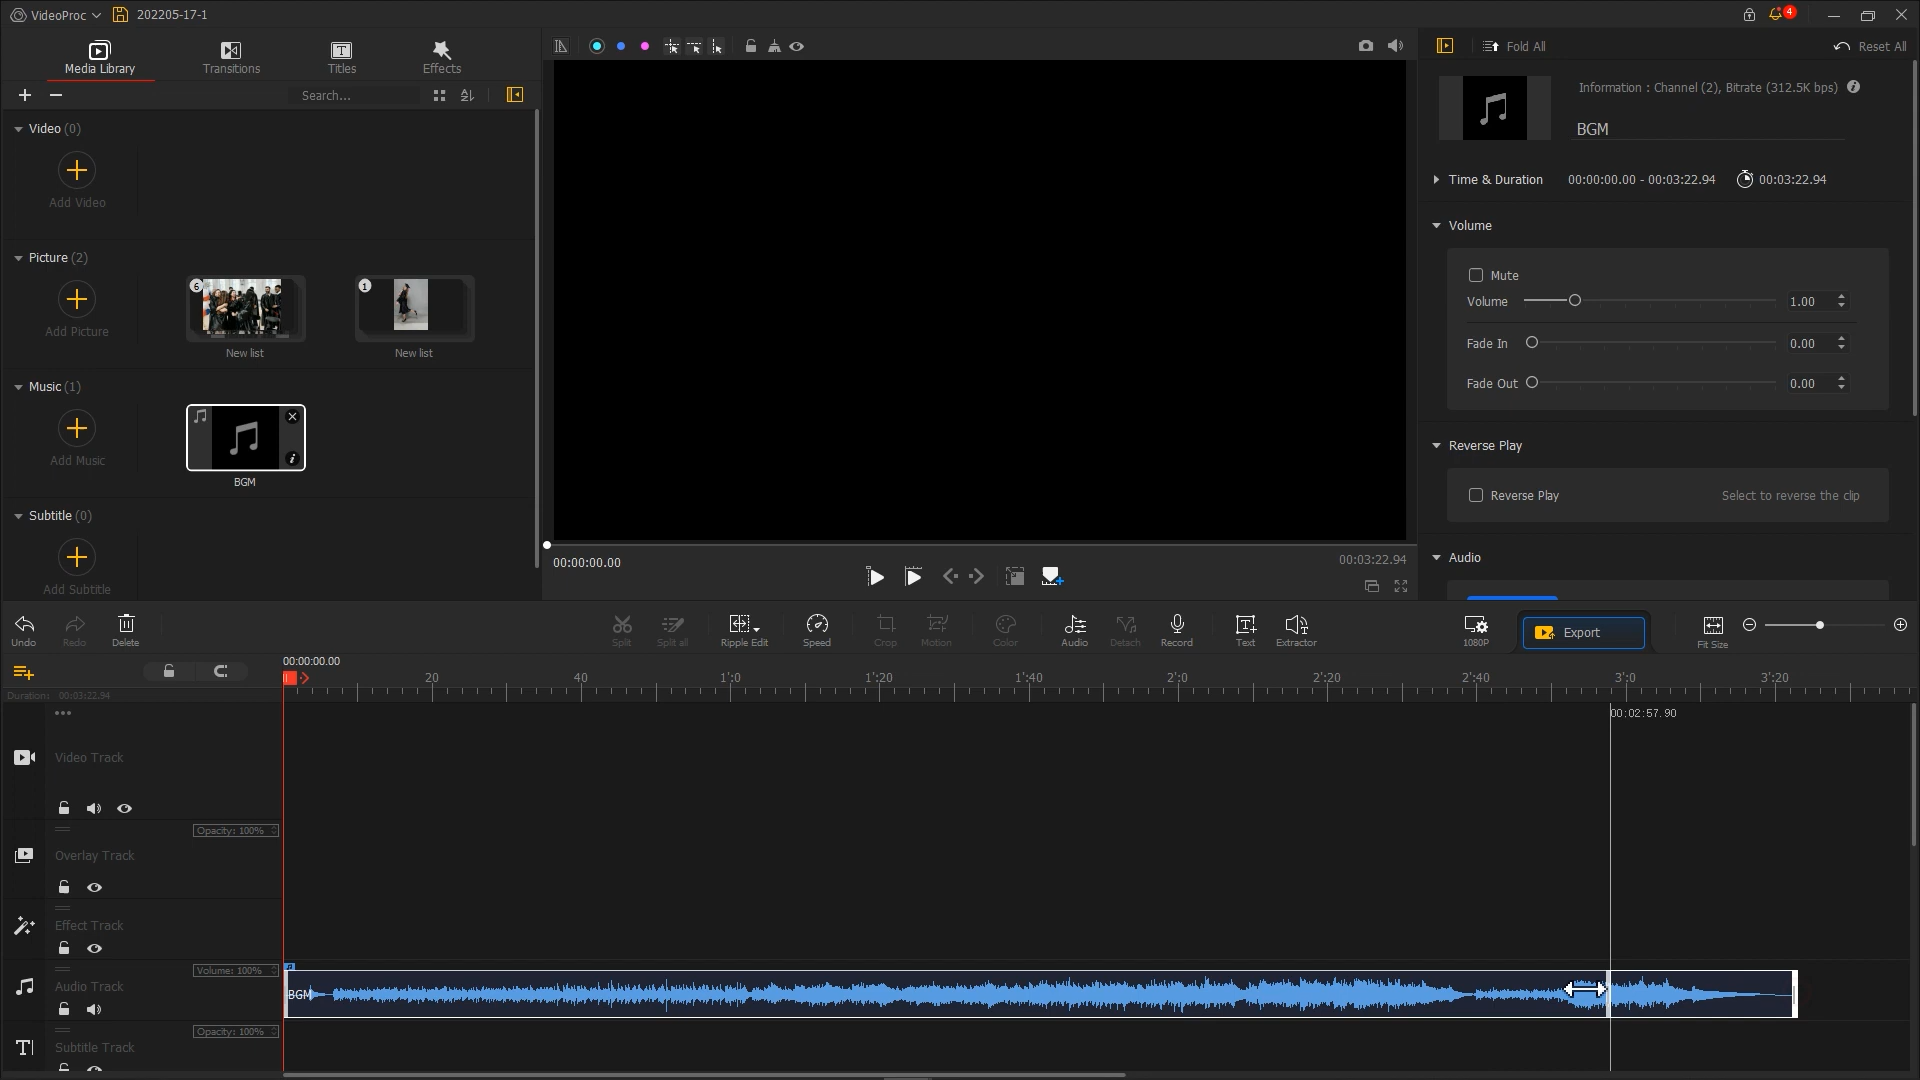 VideoProc
202205-17-1
4
Media Library
Transitions
Titles
Effects
Search...
Fold All
Reset All
Information : Channel (2), Bitrate (312.5K bps)
BGM
Time & Duration 00:00:00.00 - 00:03:22.94 00:03:22.94
Volume
Mute
Volume 1.00
Fade In 0.00
Fade Out 0.00
Reverse Play
Reverse Play Select to reverse the clip
Audio
Video (0)
Add Video
Picture (2)
Add Picture
6
New list
1
New list
Music (1)
Add Music
BGM
Subtitle (0)
Add Subtitle
00:00:00.00
00:03:22.94
Undo
Redo
Delete
Split
Split all
Ripple Edit
Speed
Crop
Motion
Color
Audio
Detach
Record
Text
Extractor
1080P
Export
Fit Size
00:00:00.00
20 40 1':0 1':20 1':40 2':0 2':20 2':40 3':0 3':20
Duration: 00:03:22.94
00:02:57.90
Video Track
Opacity: 100%
Overlay Track
Effect Track
Volume: 100%
Audio Track
BGM
Opacity: 100%
Subtitle Track